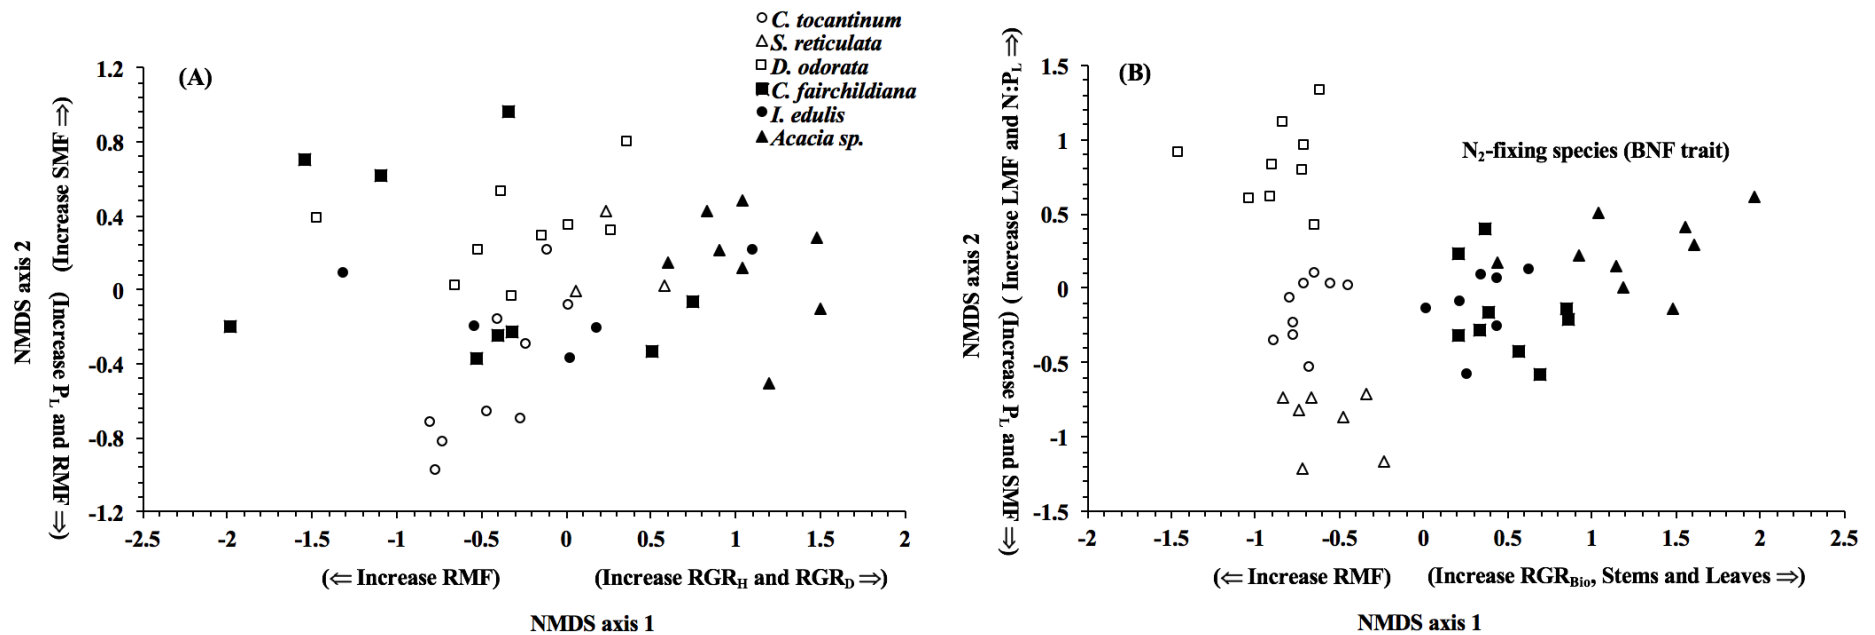 C. tocantinum
S. reticulata
D. odorata
C. fairchildiana
I. edulis
Acacia sp.
(A)
1.2
0.8
0.4
0
-0.4
-0.8
-1.2
-2.5
-2
-1.5
-1
-0.5
0
0.5
1
1.5
2
NMDS axis 2
(⇐ Increase PL and RMF) (Increase SMF ⇒)
(⇐ Increase RMF)
(Increase RGRH and RGRD ⇒)
NMDS axis 1
(B)
N2-fixing species (BNF trait)
1.5
1
0.5
0
-0.5
-1
-1.5
-2
-1.5
-1
-0.5
0
0.5
1
1.5
2
2.5
NMDS axis 2
(⇐ Increase PL and SMF) ( Increase LMF and N:PL ⇒)
(⇐ Increase RMF)
(Increase RGRBio, Stems and Leaves ⇒)
NMDS axis 1